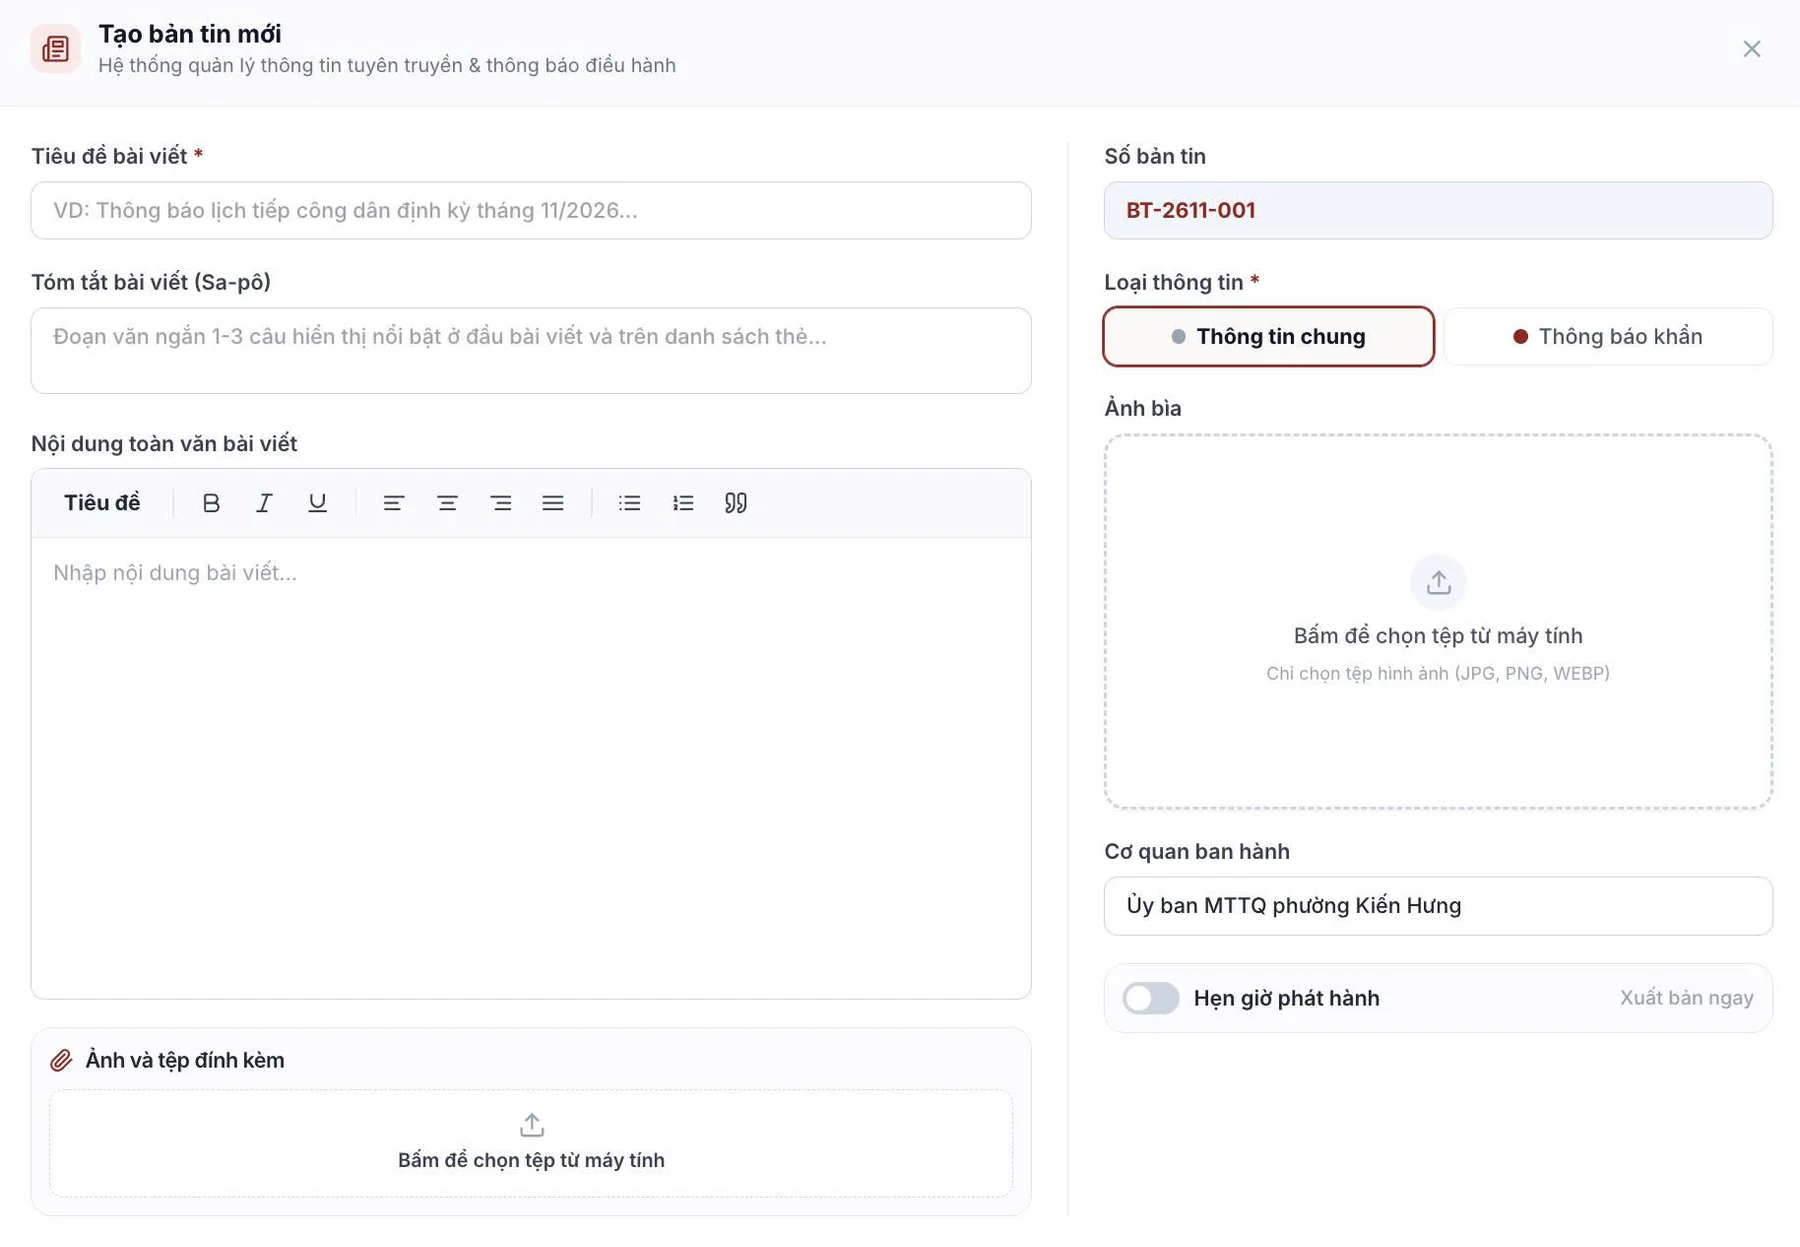 Tạo bản tin mới
Hệ thống quản lý thông tin tuyên truyền & thông báo điều hành
Tiêu đề bài viết *
VD: Thông báo lịch tiếp công dân định kỳ tháng 11/2026...
Tóm tắt bài viết (Sa-pô)
Đoạn văn ngắn 1-3 câu hiển thị nổi bật ở đầu bài viết và trên danh sách thẻ...
Nội dung toàn văn bài viết
Tiêu đề
Nhập nội dung bài viết...
Ảnh và tệp đính kèm
Bấm để chọn tệp từ máy tính
Số bản tin
BT-2611-001
Loại thông tin *
Thông tin chung
Thông báo khẩn
Ảnh bìa
Bấm để chọn tệp từ máy tính
Chỉ chọn tệp hình ảnh (JPG, PNG, WEBP)
Cơ quan ban hành
Ủy ban MTTQ phường Kiến Hưng
Hẹn giờ phát hành
Xuất bản ngay